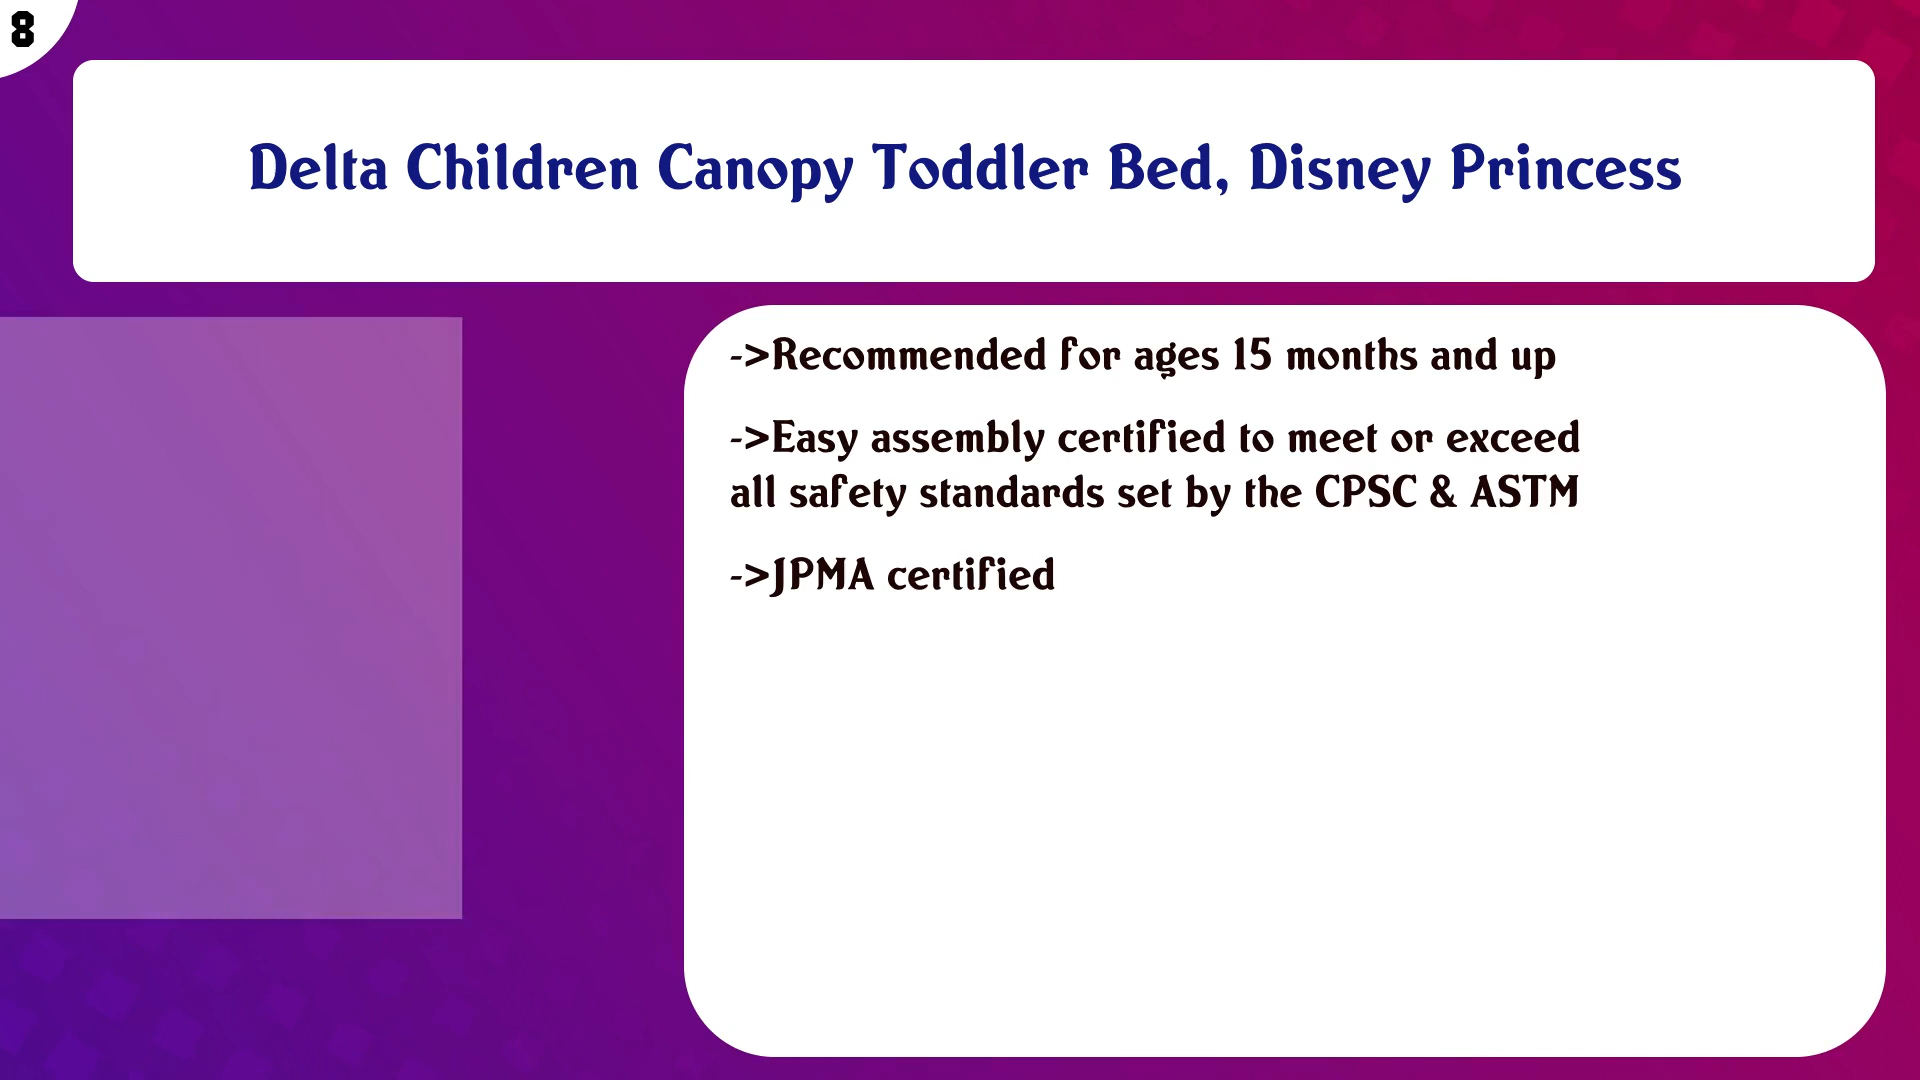 8
Delta Children Canopy Toddler Bed, Disney Princess
->Recommended for ages 15 months and up
->Easy assembly certified to meet or exceed
all safety standards set by the CPSC & ASTM
->JPMA certified